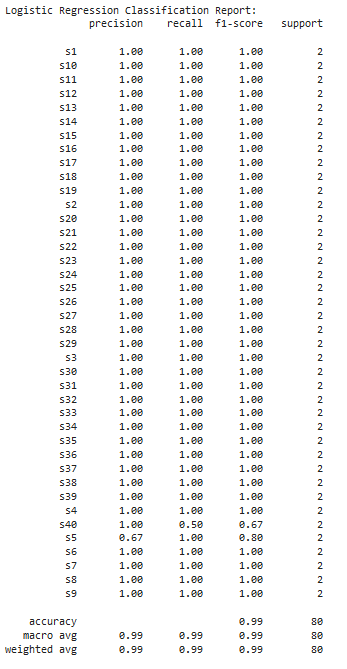 Logistic Regression Classification Report:
precision recall f1-score support
s1 1.00 1.00 1.00 2
s10 1.00 1.00 1.00 2
s11 1.00 1.00 1.00 2
s12 1.00 1.00 1.00 2
s13 1.00 1.00 1.00 2
s14 1.00 1.00 1.00 2
s15 1.00 1.00 1.00 2
s16 1.00 1.00 1.00 2
s17 1.00 1.00 1.00 2
s18 1.00 1.00 1.00 2
s19 1.00 1.00 1.00 2
s2 1.00 1.00 1.00 2
s20 1.00 1.00 1.00 2
s21 1.00 1.00 1.00 2
s22 1.00 1.00 1.00 2
s23 1.00 1.00 1.00 2
s24 1.00 1.00 1.00 2
s25 1.00 1.00 1.00 2
s26 1.00 1.00 1.00 2
s27 1.00 1.00 1.00 2
s28 1.00 1.00 1.00 2
s29 1.00 1.00 1.00 2
s3 1.00 1.00 1.00 2
s30 1.00 1.00 1.00 2
s31 1.00 1.00 1.00 2
s32 1.00 1.00 1.00 2
s33 1.00 1.00 1.00 2
s34 1.00 1.00 1.00 2
s35 1.00 1.00 1.00 2
s36 1.00 1.00 1.00 2
s37 1.00 1.00 1.00 2
s38 1.00 1.00 1.00 2
s39 1.00 1.00 1.00 2
s4 1.00 1.00 1.00 2
s40 1.00 0.50 0.67 2
s5 0.67 1.00 0.80 2
s6 1.00 1.00 1.00 2
s7 1.00 1.00 1.00 2
s8 1.00 1.00 1.00 2
s9 1.00 1.00 1.00 2
accuracy 0.99 80
macro avg 0.99 0.99 0.99 80
weighted avg 0.99 0.99 0.99 80